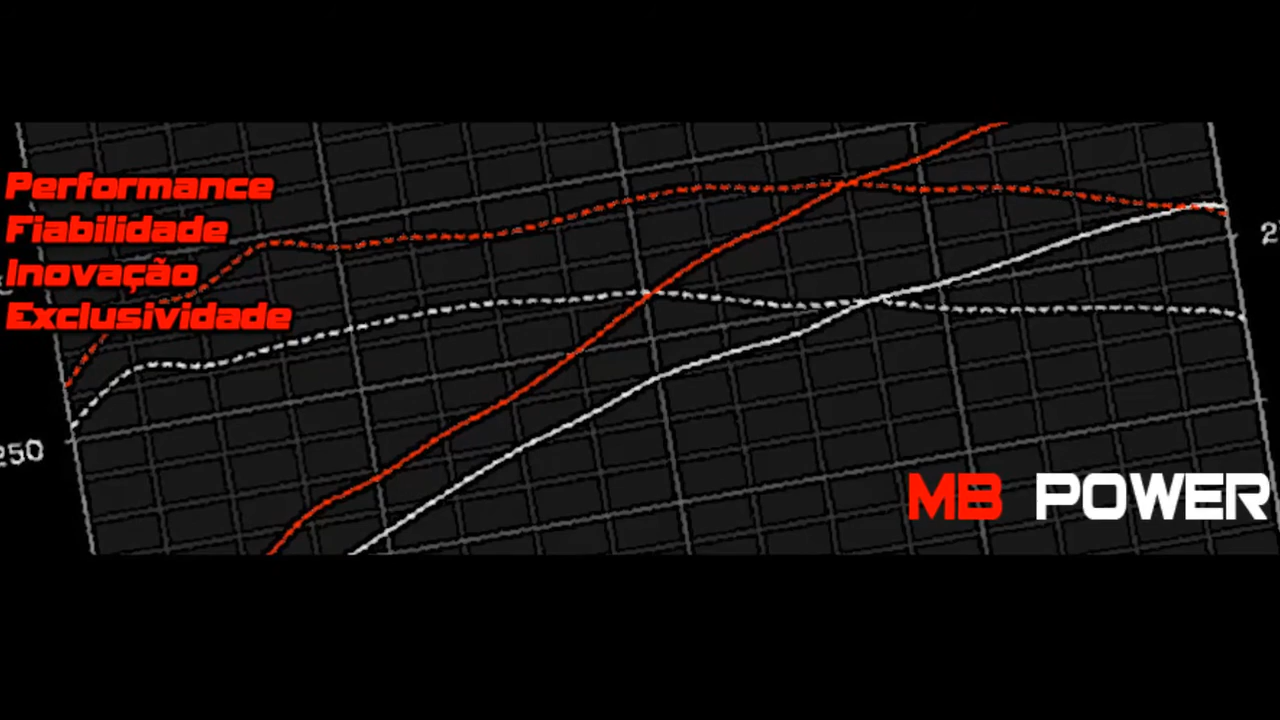 Performance
Fiabilidade
Inovação
Exclusividade
250
MB POWER